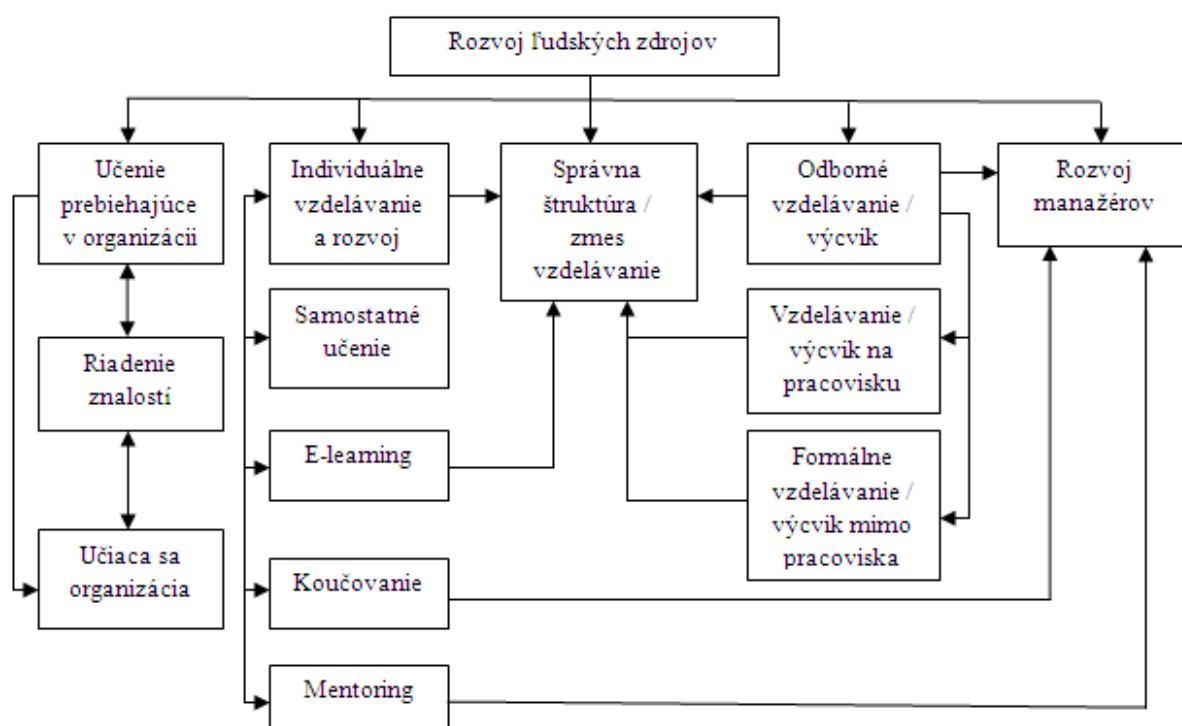 Rozvoj ľudských zdrojov
Učenie
prebiehajúce
v organizácii
Individuálne
vzdelávanie
a rozvoj
Správna
štruktúra /
zmes
vzdelávanie
Odborné
vzdelávanie /
výcvik
Rozvoj
manažérov
Riadenie
znalostí
Samostatné
učenie
Vzdelávanie /
výcvik na
pracovisku
E-learning
Formálne
vzdelávanie /
výcvik mimo
pracoviska
Učiaca sa
organizácia
Koučovanie
Mentoring